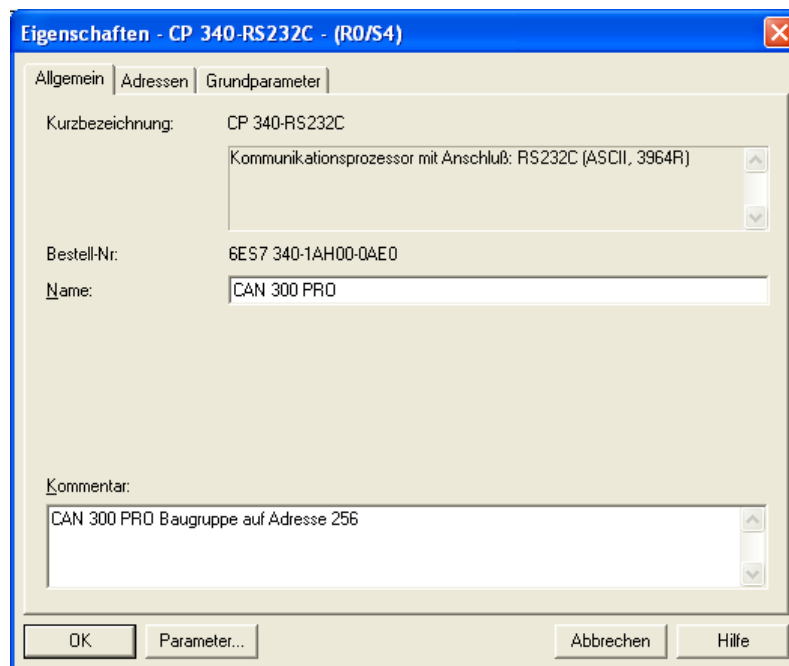 Eigenschaften - CP 340-RS232C - (R0/S4)
Allgemein Adressen Grundparameter
Kurzbezeichnung: CP 340-RS232C
Kommunikationsprozessor mit Anschluß: RS232C (ASCII, 3964R)
Bestell-Nr.: 6ES7 340-1AH00-0AE0
Name: CAN 300 PRO
Kommentar:
CAN 300 PRO Baugruppe auf Adresse 256
OK Parameter... Abbrechen Hilfe